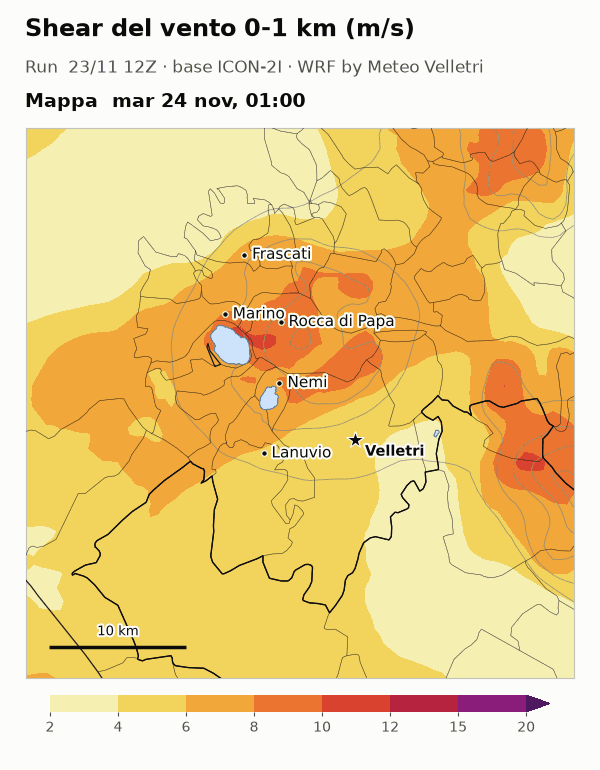 Shear del vento 0-1 km (m/s)
Run  23/11 12Z · base ICON-2I · WRF by Meteo Velletri
Mappa  mar 24 nov, 01:00
Frascati
Marino
Rocca di Papa
Nemi
Velletri
Lanuvio
10 km
2 4 6 8 10 12 15 20